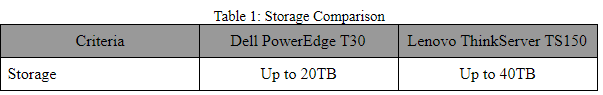 Table 1: Storage Comparison
Criteria Dell PowerEdge T30 Lenovo ThinkServer TS150
Storage Up to 20TB Up to 40TB